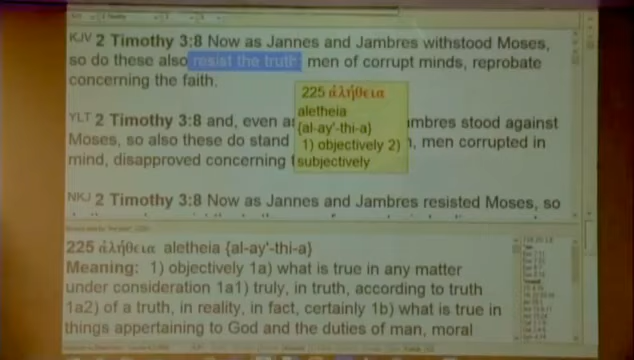 KJV 2 Timothy 3:8 Now as Jannes and Jambres withstood Moses,
so do these also resist the truth: men of corrupt minds, reprobate
concerning the faith.
225 ἀλήθεια
aletheia
{al-ay'-thi-a}
1) objectively 2)
subjectively
YLT 2 Timothy 3:8 and, even as ambres stood against
Moses, so also these do stand , men corrupted in
mind, disapproved concerning
NKJ 2 Timothy 3:8 Now as Jannes and Jambres resisted Moses, so
225 ἀλήθεια aletheia {al-ay'-thi-a}
Meaning: 1) objectively 1a) what is true in any matter
under consideration 1a1) truly, in truth, according to truth
1a2) of a truth, in reality, in fact, certainly 1b) what is true in
things appertaining to God and the duties of man, moral